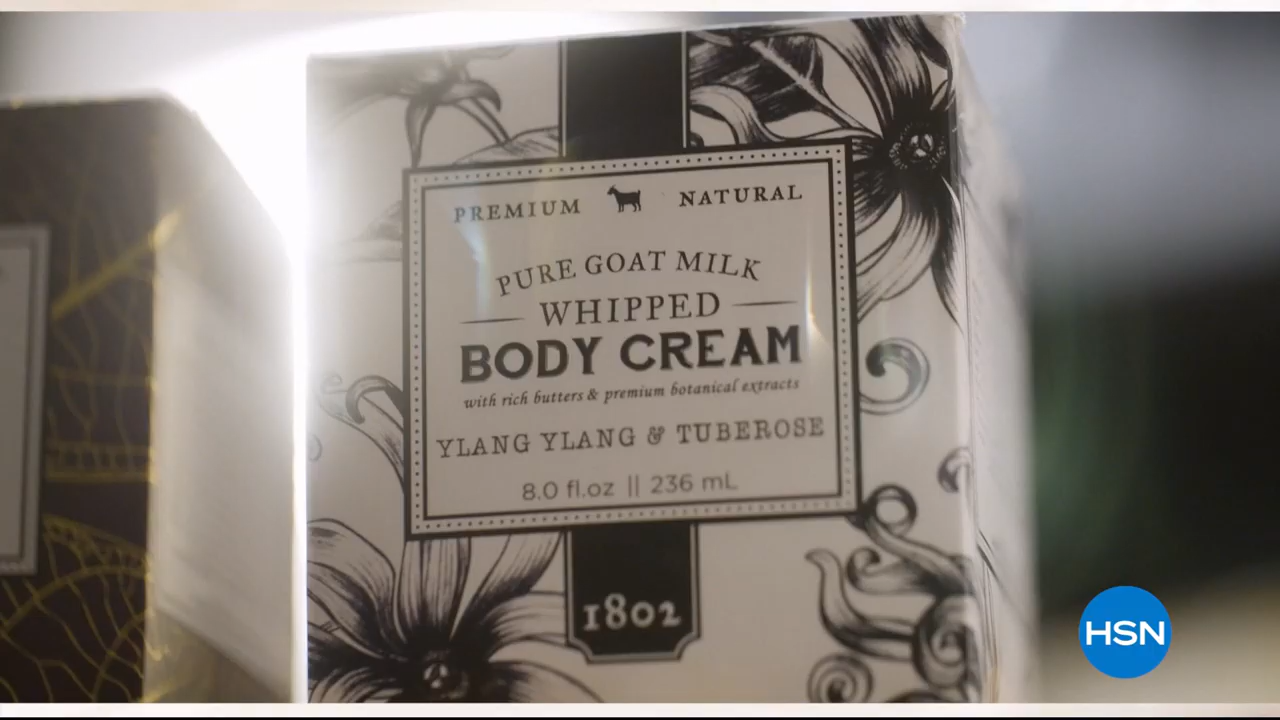 PREMIUM NATURAL
PURE GOAT MILK
WHIPPED
BODY CREAM
with rich butters & premium botanical extracts
YLANG YLANG & TUBEROSE
8.0 fl.oz || 236 mL
1802
HSN